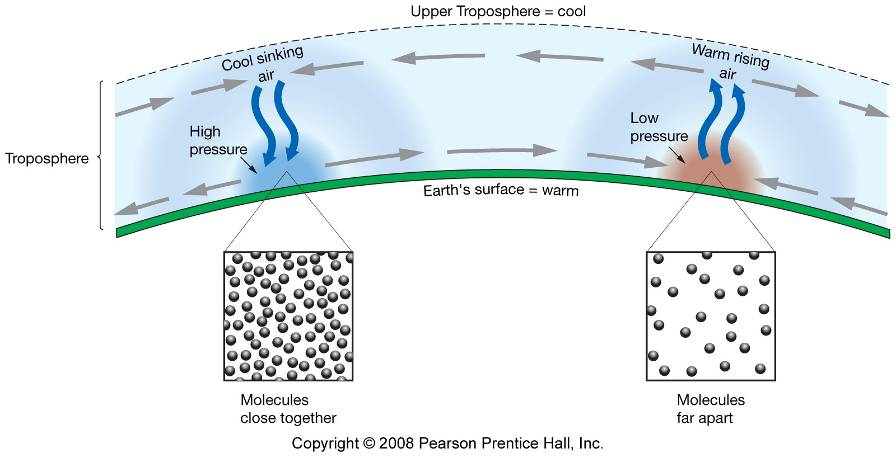 Upper Troposphere = cool
Cool sinking
air
Warm rising
air
High
pressure
Low
pressure
Troposphere
Earth's surface = warm
Molecules
close together
Molecules
far apart
Copyright © 2008 Pearson Prentice Hall, Inc.